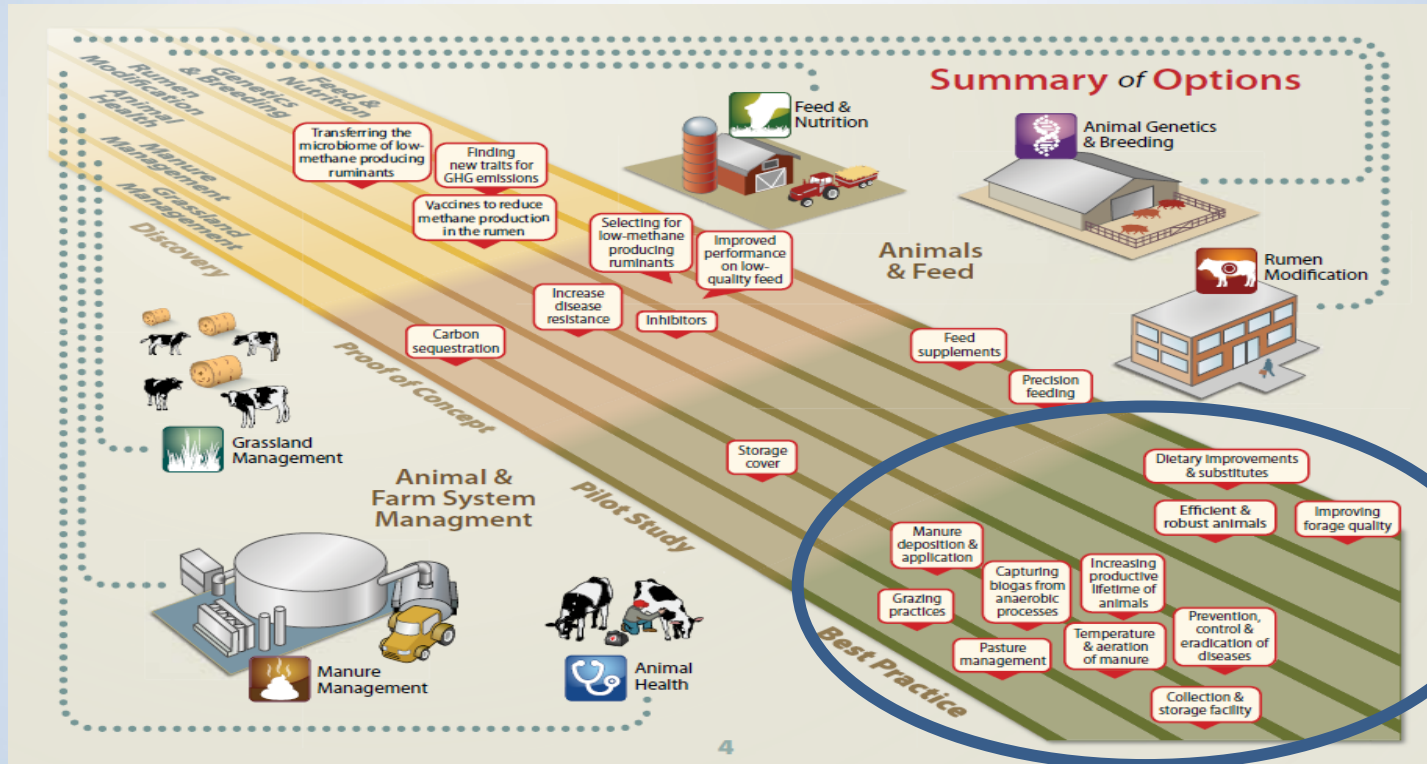 Summary of Options
Feed &
Nutrition
Genetics
& Breeding
Rumen
Modification
Animal
Health
Manure
Management
Grassland
Management
Discovery
Proof of Concept
Pilot Study
Best Practice
Transferring the
microbiome of low-
methane producing
ruminants
Finding
new traits for
GHG emissions
Vaccines to reduce
methane production
in the rumen
Selecting for
low-methane
producing
ruminants
Improved
performance
on low-
quality feed
Increase
disease
resistance
Inhibitors
Carbon
sequestration
Feed &
Nutrition
Animal Genetics
& Breeding
Animals
& Feed
Rumen
Modification
Feed
supplements
Precision
feeding
Grassland
Management
Animal &
Farm System
Managment
Storage
cover
Dietary improvements
& substitutes
Efficient &
robust animals
Improving
forage quality
Manure
deposition &
application
Capturing
biogas from
anaerobic
processes
Increasing
productive
lifetime of
animals
Grazing
practices
Pasture
management
Temperature
& aeration
of manure
Prevention,
control &
eradication of
diseases
Collection &
storage facility
Manure
Management
Animal
Health
4